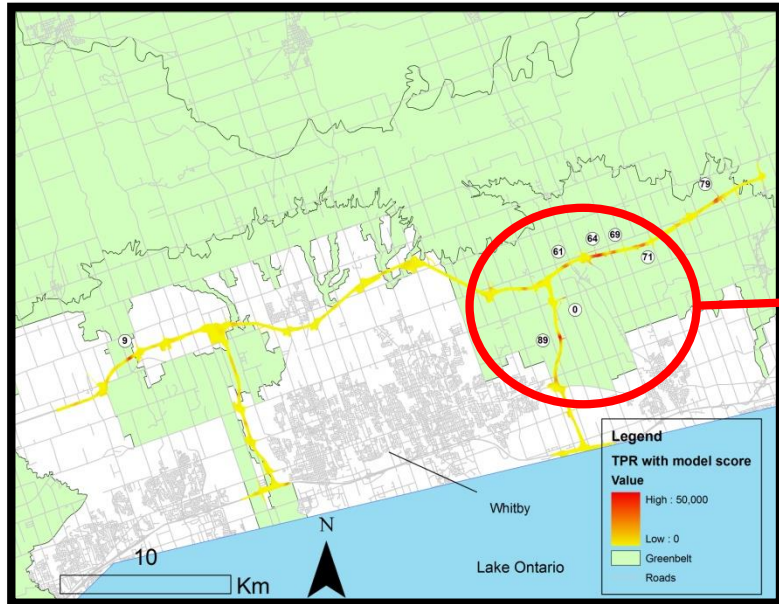 79
61
64
69
71
0
9
89
Legend
TPR with model score
Value
High : 50,000
Low : 0
Greenbelt
Roads
Whitby
N
10
Km
Lake Ontario